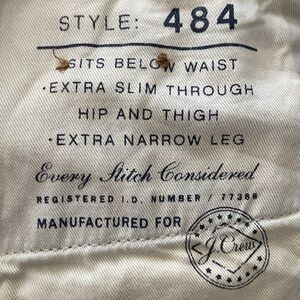 STYLE: 484
SITS BELOW WAIST
·EXTRA SLIM THROUGH
HIP AND THIGH
·EXTRA NARROW LEG
Every Stitch Considered
REGISTERED I.D. NUMBER / 77388
MANUFACTURED FOR
J.Crew